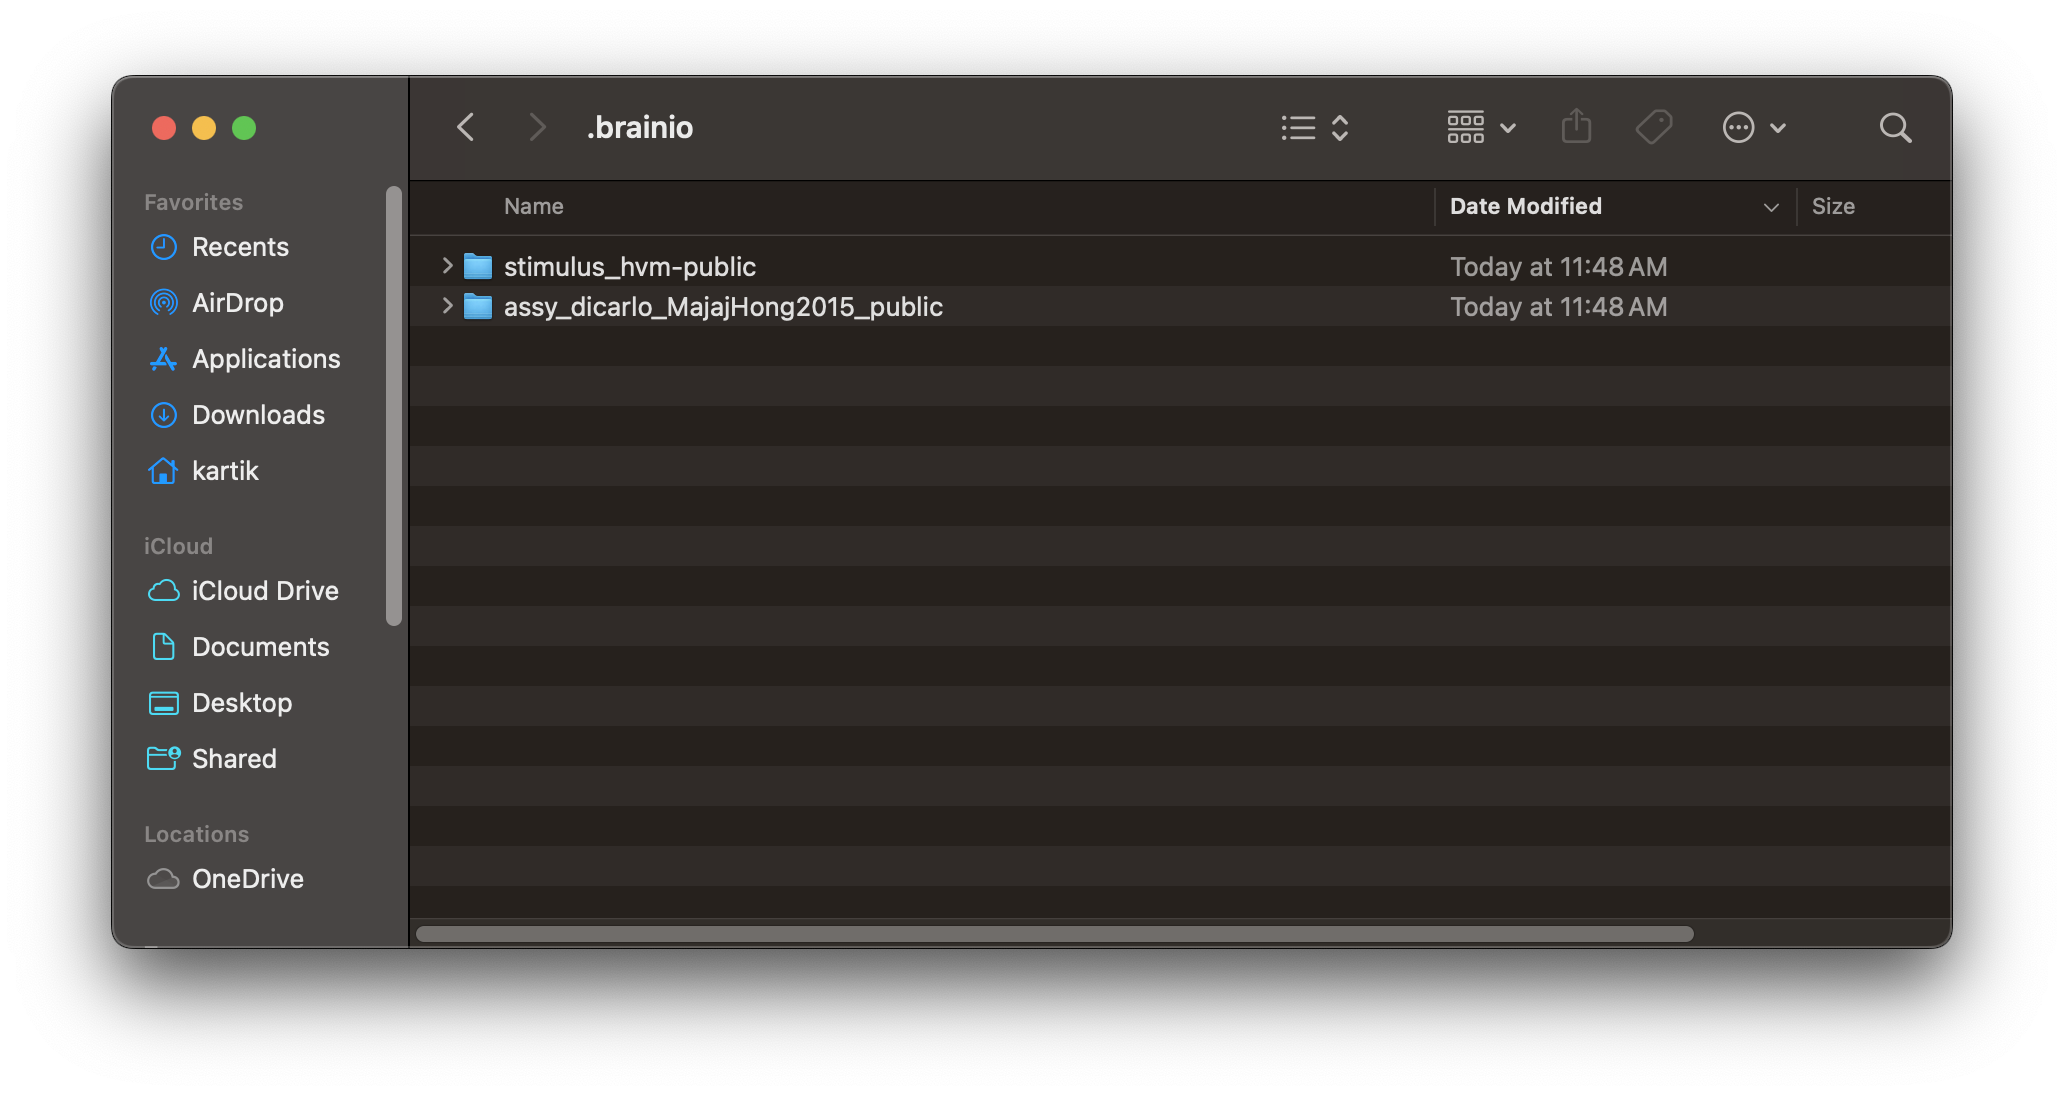 .brainio
Favorites
Recents
AirDrop
Applications
Downloads
kartik
iCloud
iCloud Drive
Documents
Desktop
Shared
Locations
OneDrive
Name Date Modified Size
stimulus_hvm-public Today at 11:48 AM
assy_dicarlo_MajajHong2015_public Today at 11:48 AM